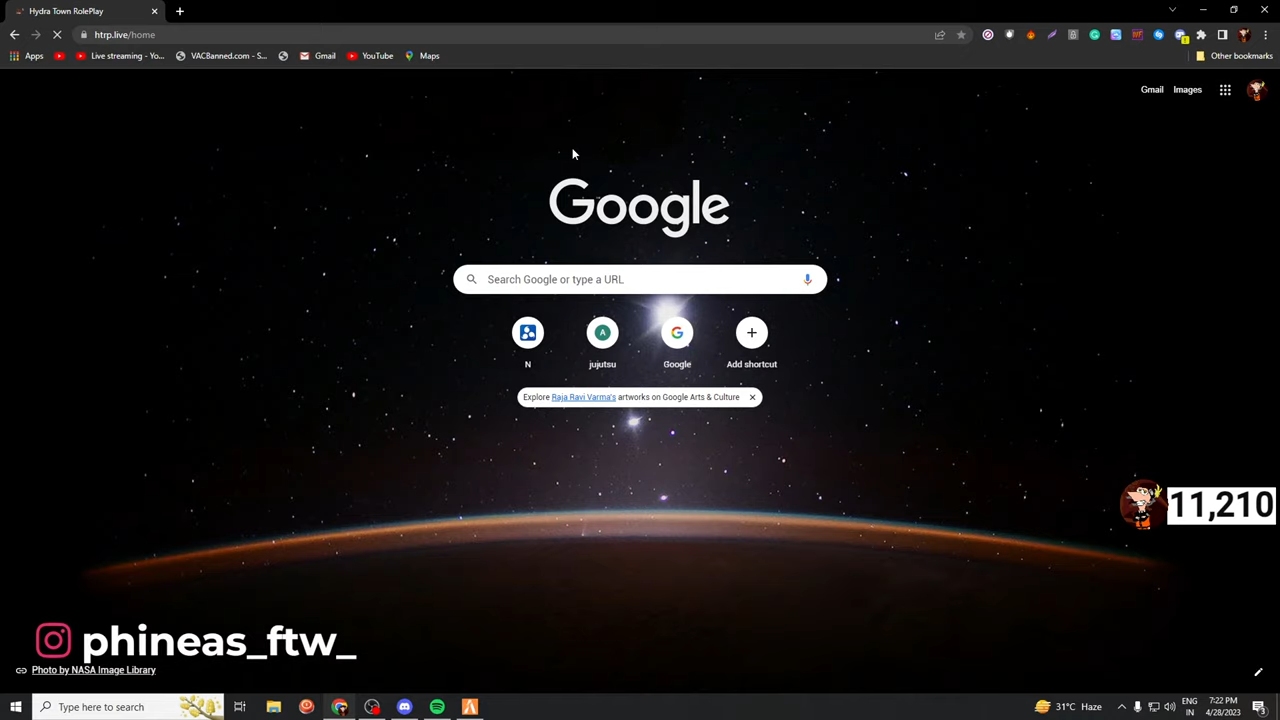 Hydra Town RolePlay
htrp.live/home
Apps
Live streaming - Yo...
VACBanned.com - S...
Gmail
YouTube
Maps
Other bookmarks
Gmail
Images
Google
Search Google or type a URL
N
A
jujutsu
G
Google
Add shortcut
Explore Raja Ravi Varma's artworks on Google Arts & Culture
11,210
phineas_ftw_
Photo by NASA Image Library
Type here to search
31°C Haze
ENG
IN
7:22 PM
4/28/2023